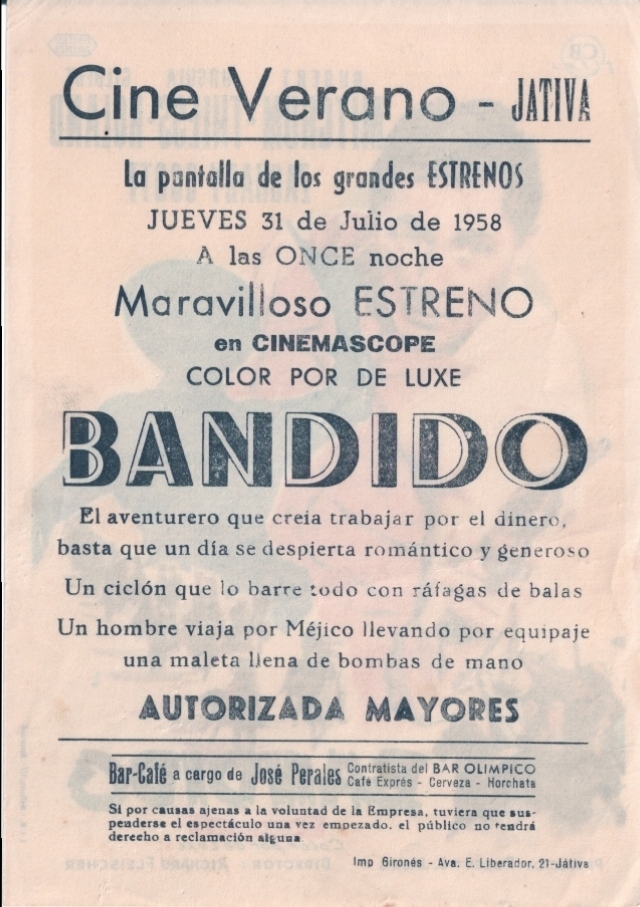 Cine Verano - JATIVA
La pantalla de los grandes ESTRENOS
JUEVES 31 de Julio de 1958
A las ONCE noche
Maravilloso ESTRENO
en CINEMASCOPE
COLOR POR DE LUXE
BANDIDO
El aventurero que creia trabajar por el dinero,
basta que un día se despierta romántico y generoso
Un ciclón que lo barre todo con ráfagas de balas
Un hombre viaja por Méjico llevando por equipaje
una maleta llena de bombas de mano
AUTORIZADA MAYORES
Bar-Café a cargo de José Perales Contratista del BAR OLIMPICO
Café Exprés - Cerveza - Horchata
Si por causas ajenas a la voluntad de la Empresa, tuviera que sus-
penderse el espectáculo una vez empezado, el público no tendrá
derecho a reclamación alguna
Imp Gironés - Ava. E. Liberador, 21-Játiva